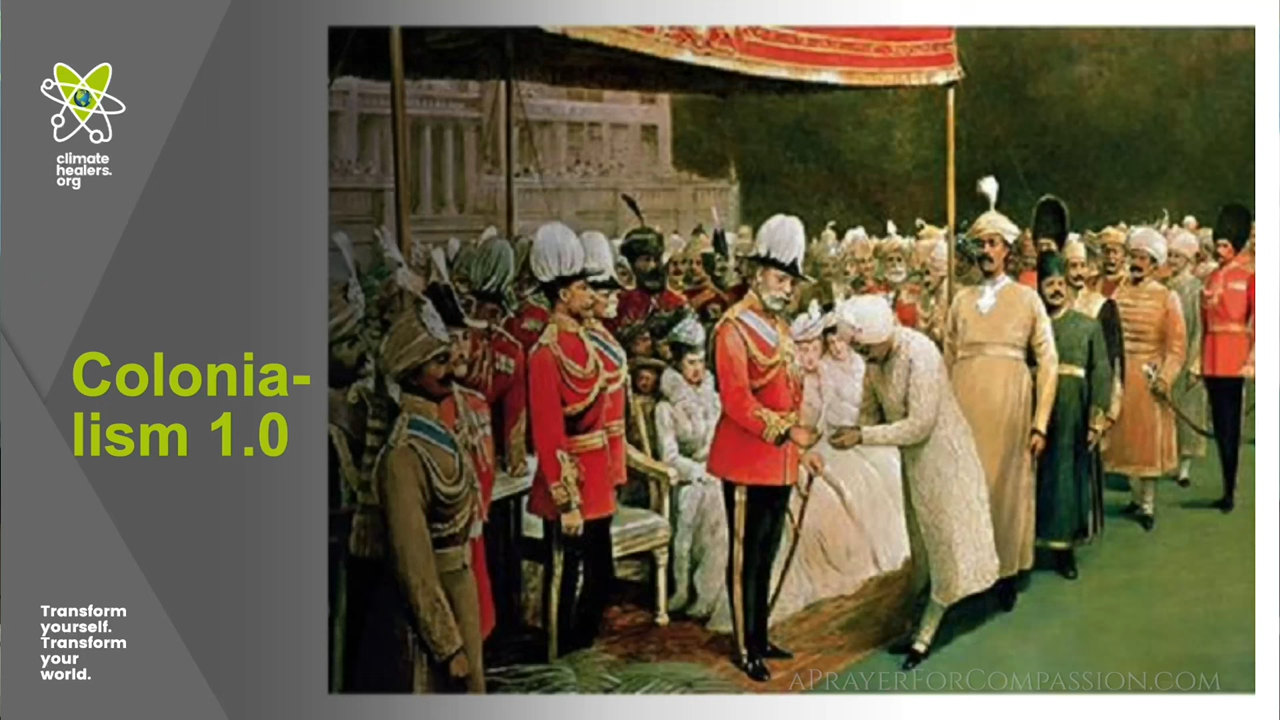 climate
healers.
org
Colonia-
lism 1.0
Transform
yourself.
Transform
your
world.
APRAYERFORCOMPASSION.COM